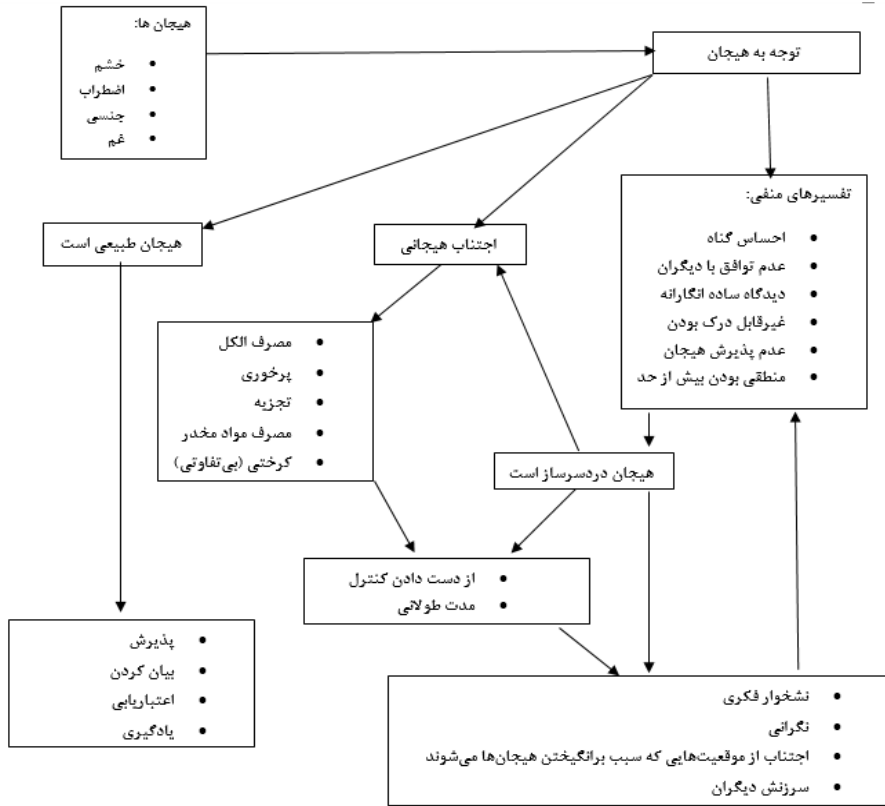 هیجان ها:
• خشم
• اضطراب
• جنسی
• غم
توجه به هیجان
تفسیرهای منفی:
• احساس گناه
• عدم توافق با دیگران
• دیدگاه ساده انگارانه
• غیرقابل درک بودن
• عدم پذیرش هیجان
• منطقی بودن بیش از حد
اجتناب هیجانی
هیجان طبیعی است
• مصرف الکل
• پرخوری
• تجزیه
• مصرف مواد مخدر
• کرختی (بی‌تفاوتی)
هیجان دردسرساز است
• از دست دادن کنترل
• مدت طولانی
• پذیرش
• بیان کردن
• اعتباریابی
• یادگیری
• نشخوار فکری
• نگرانی
• اجتناب از موقعیت‌هایی که سبب برانگیختن هیجان‌ها می‌شوند
• سرزنش دیگران